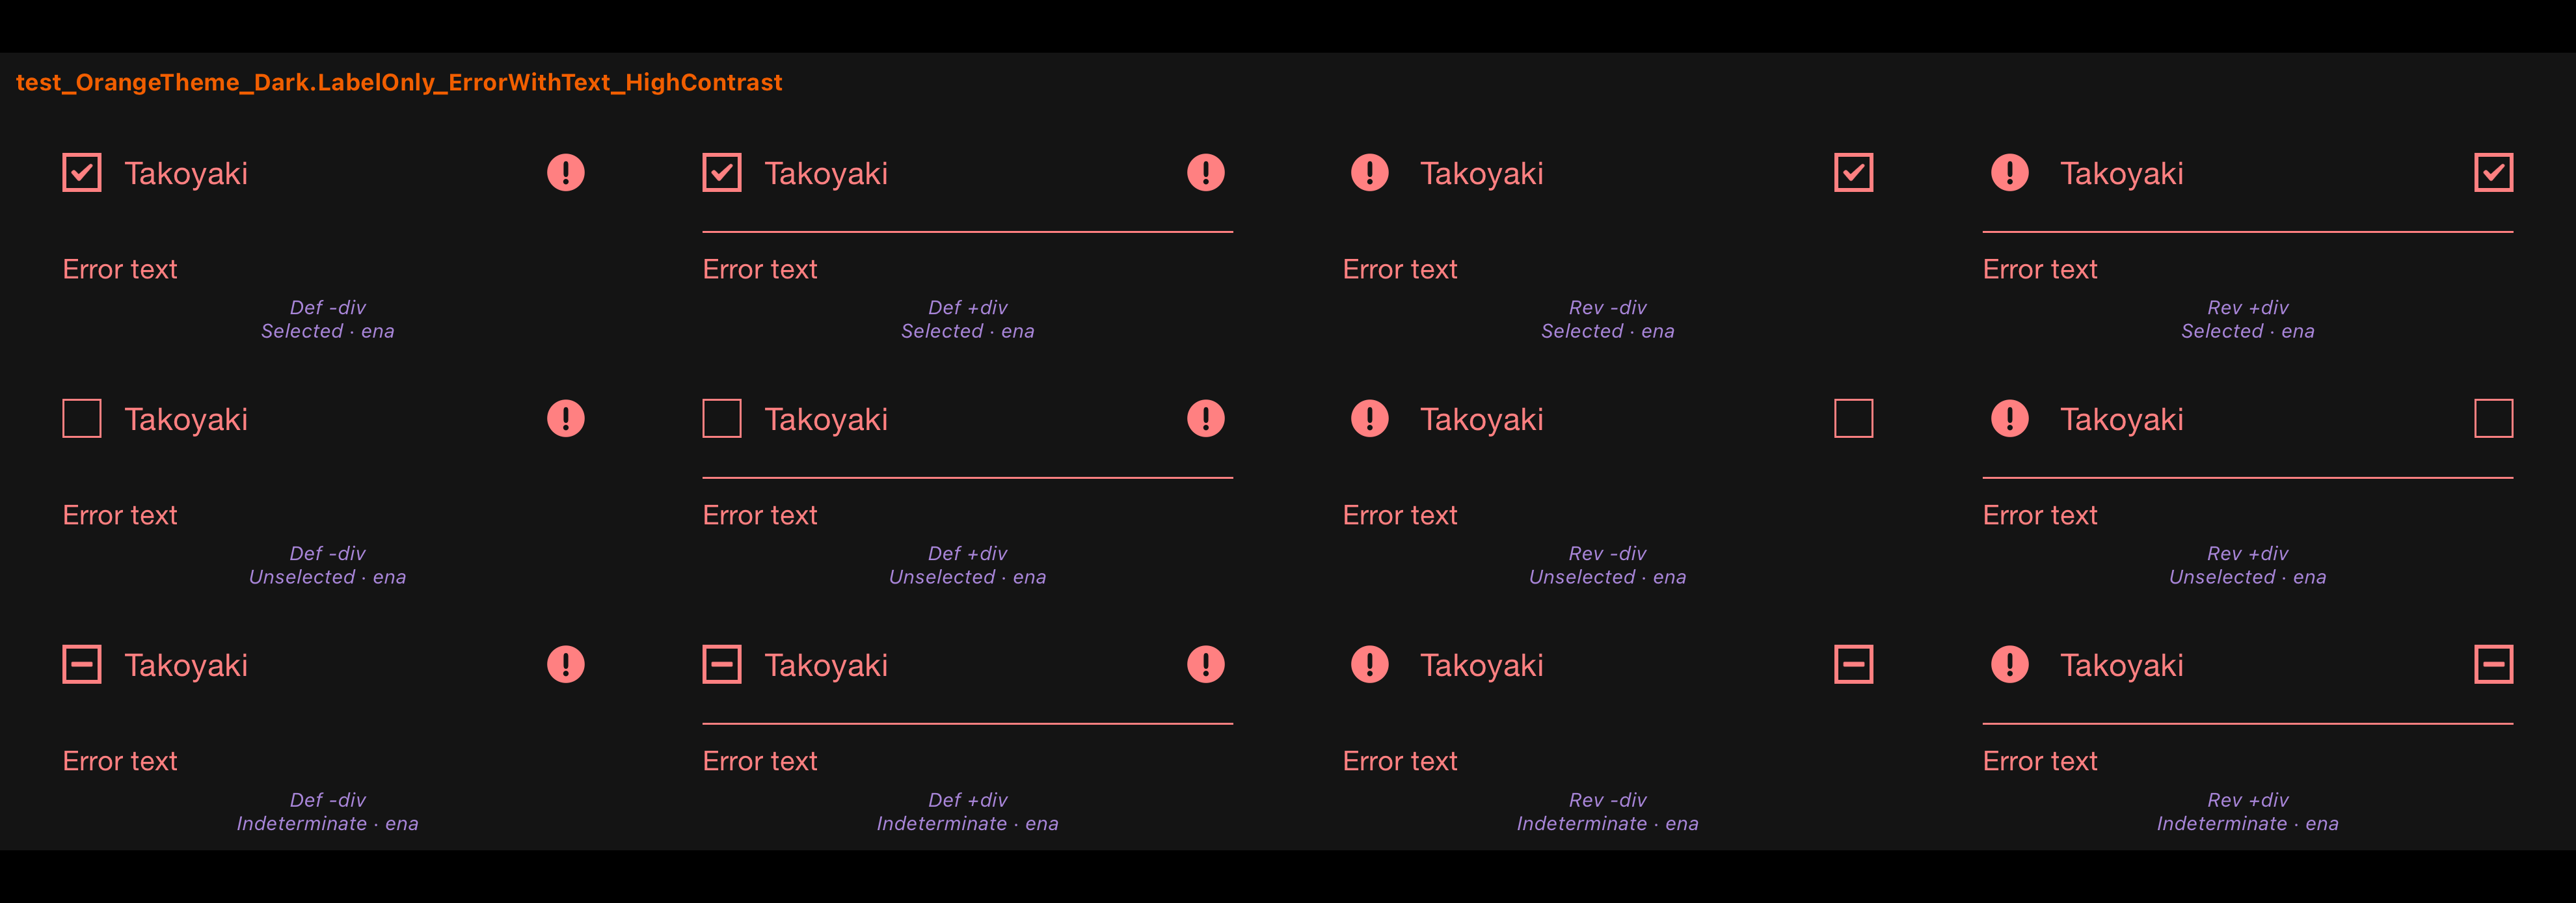 test_OrangeTheme_Dark.LabelOnly_ErrorWithText_HighContrast
Takoyaki
Takoyaki
Takoyaki
Takoyaki
Error text
Error text
Error text
Error text
Def -div
Selected · ena
Def +div
Selected · ena
Rev -div
Selected · ena
Rev +div
Selected · ena
Takoyaki
Takoyaki
Takoyaki
Takoyaki
Error text
Error text
Error text
Error text
Def -div
Unselected · ena
Def +div
Unselected · ena
Rev -div
Unselected · ena
Rev +div
Unselected · ena
Takoyaki
Takoyaki
Takoyaki
Takoyaki
Error text
Error text
Error text
Error text
Def -div
Indeterminate · ena
Def +div
Indeterminate · ena
Rev -div
Indeterminate · ena
Rev +div
Indeterminate · ena